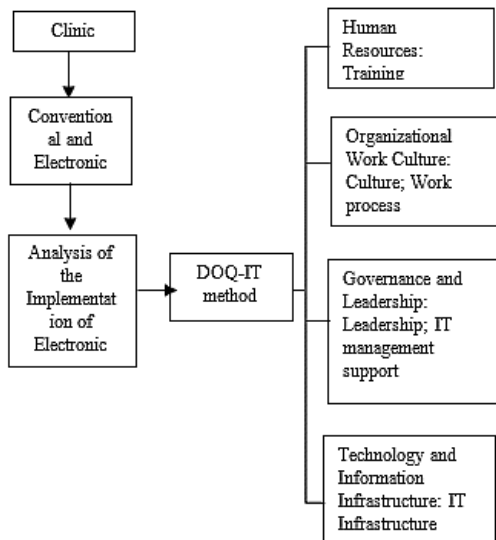 Clinic
Convention
al and
Electronic
Analysis of
the
Implementat
ion of
Electronic
DOQ-IT
method
Human
Resources:
Training
Organizational
Work Culture:
Culture; Work
process
Governance and
Leadership:
Leadership; IT
management
support
Technology and
Information
Infrastructure: IT
Infrastructure